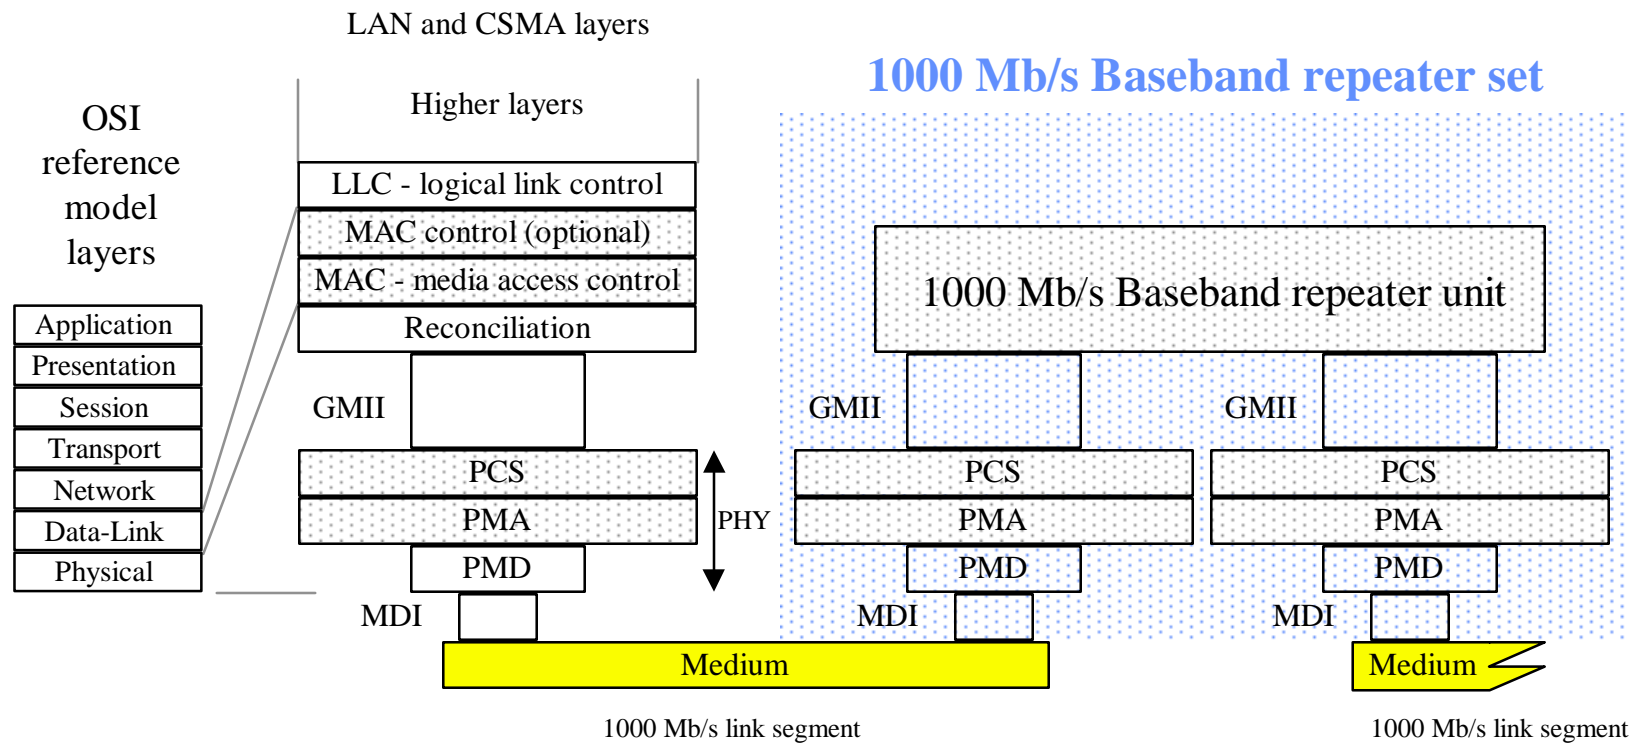 LAN and CSMA layers
1000 Mb/s Baseband repeater set
Higher layers
OSI
reference
model
layers
LLC - logical link control
MAC control (optional)
MAC - media access control
Reconciliation
1000 Mb/s Baseband repeater unit
Application
Presentation
Session
Transport
Network
Data-Link
Physical
GMII
GMII
GMII
PCS
PCS
PCS
PMA
PHY
PMA
PMA
PMD
PMD
PMD
MDI
MDI
MDI
Medium
Medium
1000 Mb/s link segment
1000 Mb/s link segment